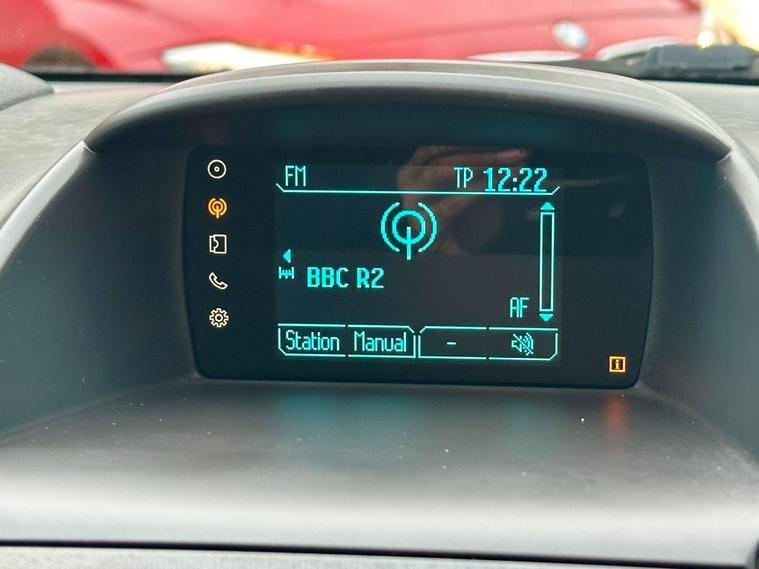 FM TP 12:22
BBC R2
AF
Station Manual -
i